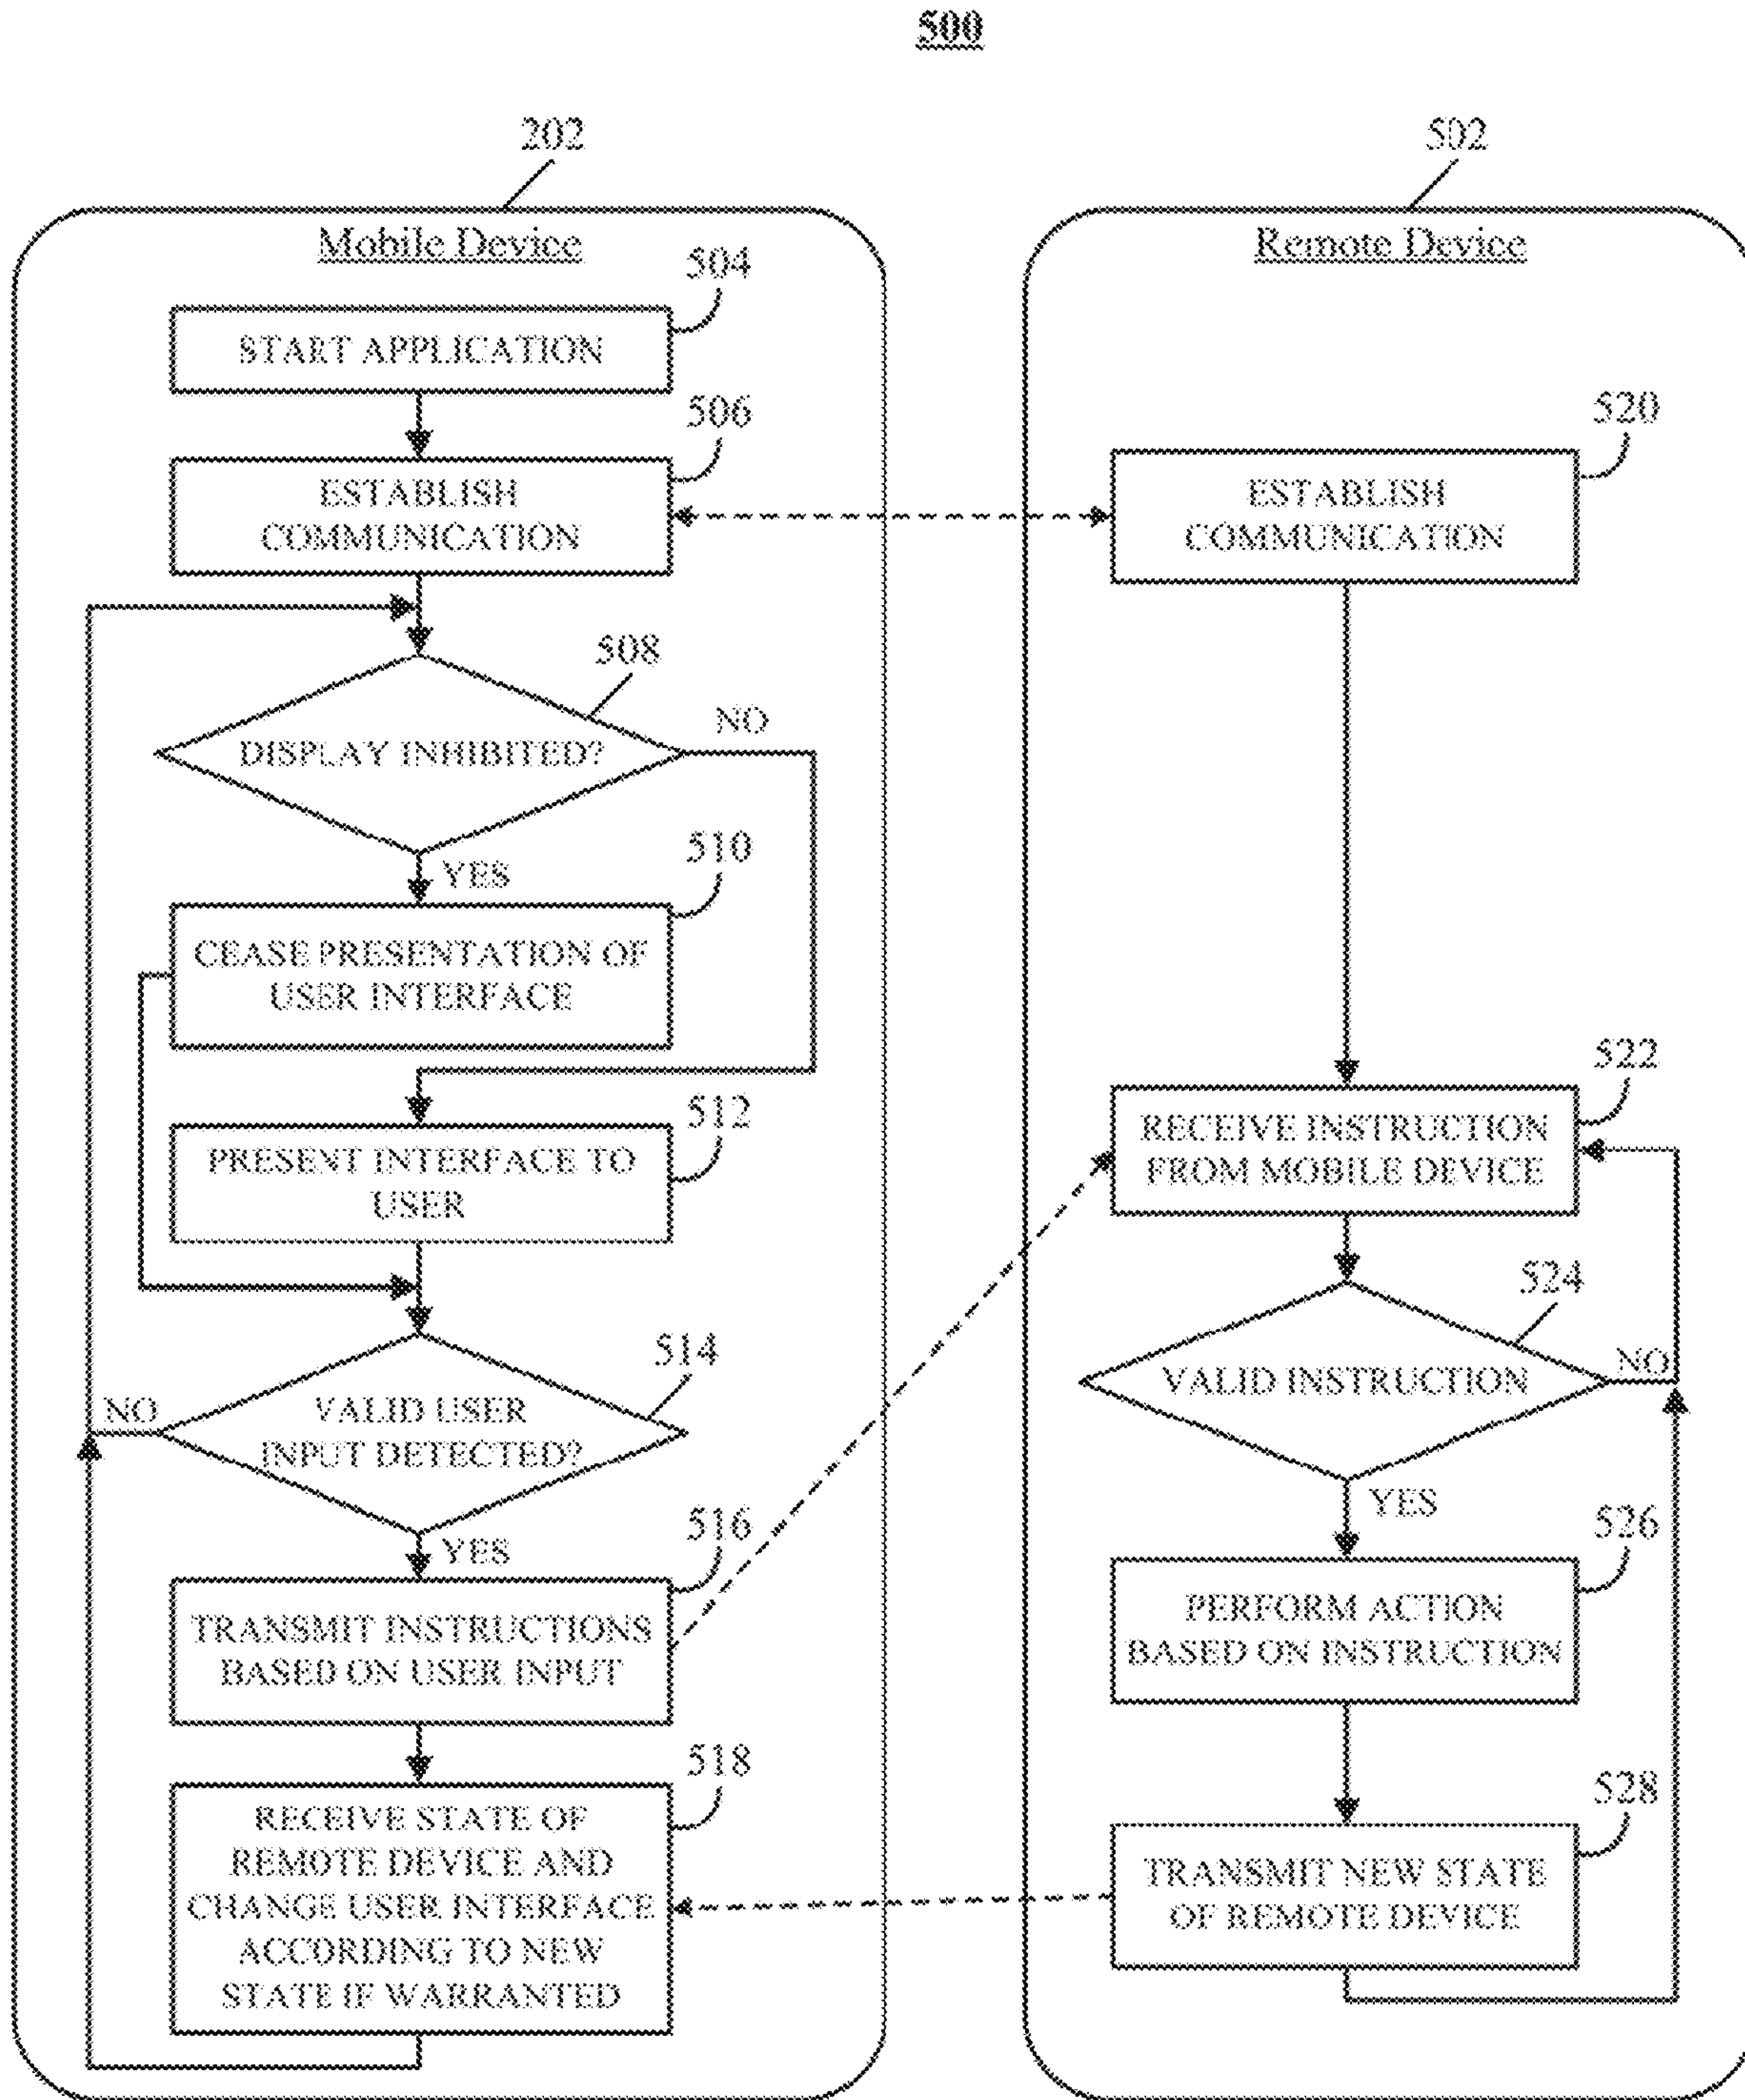 500
202
Mobile Device
504
START APPLICATION
506
ESTABLISH
COMMUNICATION
508
DISPLAY INHIBITED?
NO
YES
510
CEASE PRESENTATION OF
USER INTERFACE
512
PRESENT INTERFACE TO
USER
514
VALID USER
INPUT DETECTED?
NO
YES
516
TRANSMIT INSTRUCTIONS
BASED ON USER INPUT
518
RECEIVE STATE OF
REMOTE DEVICE AND
CHANGE USER INTERFACE
ACCORDING TO NEW
STATE IF WARRANTED
502
Remote Device
520
ESTABLISH
COMMUNICATION
522
RECEIVE INSTRUCTION
FROM MOBILE DEVICE
524
VALID INSTRUCTION
NO
YES
526
PERFORM ACTION
BASED ON INSTRUCTION
528
TRANSMIT NEW STATE
OF REMOTE DEVICE